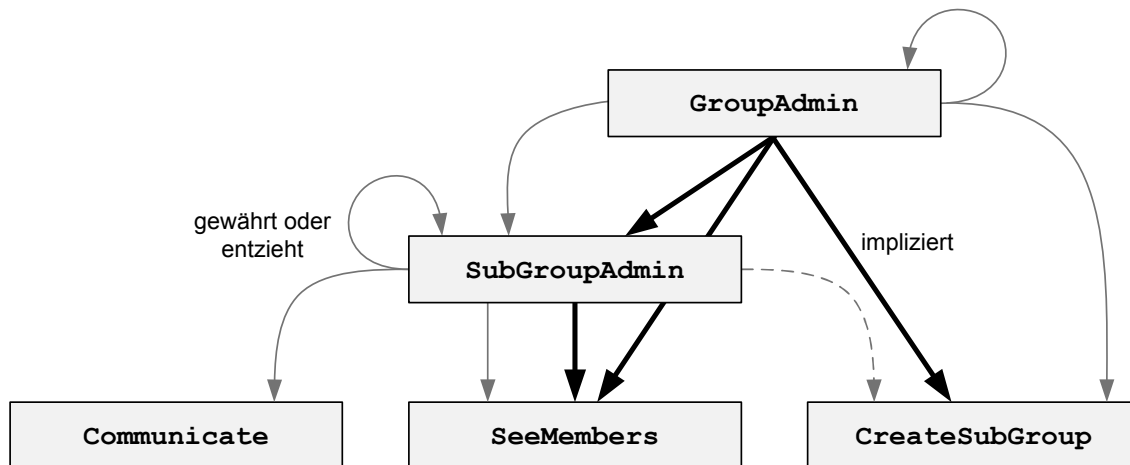 GroupAdmin
gewährt oder
entzieht
impliziert
SubGroupAdmin
Communicate
SeeMembers
CreateSubGroup